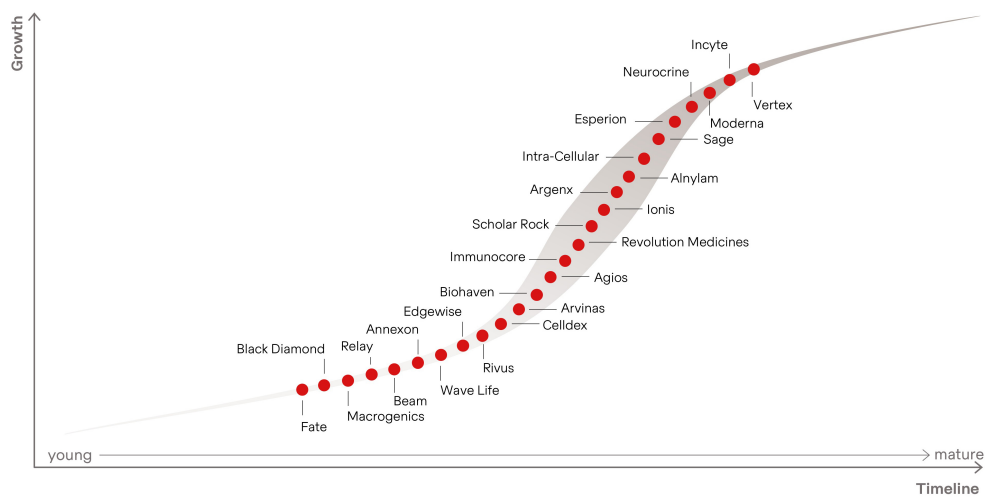 Growth
Incyte
Neurocrine
Vertex
Esperion
Moderna
Sage
Intra-Cellular
Alnylam
Argenx
Ionis
Scholar Rock
Revolution Medicines
Immunocore
Agios
Biohaven
Arvinas
Edgewise
Celldex
Annexon
Relay
Black Diamond
Rivus
Wave Life
Beam
Macrogenics
Fate
young
mature
Timeline